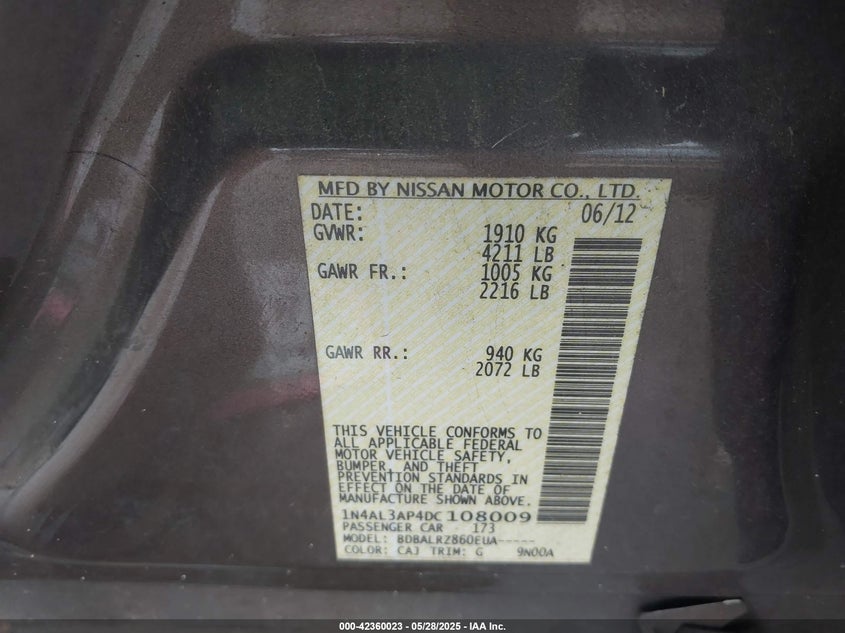 MFD BY NISSAN MOTOR CO., LTD.
DATE: 06/12
GVWR: 1910 KG
4211 LB
GAWR FR.: 1005 KG
2216 LB
GAWR RR.: 940 KG
2072 LB
THIS VEHICLE CONFORMS TO
ALL APPLICABLE FEDERAL
MOTOR VEHICLE SAFETY,
BUMPER, AND THEFT
PREVENTION STANDARDS IN
EFFECT ON THE DATE OF
MANUFACTURE SHOWN ABOVE.
1N4AL3AP4DC108009
PASSENGER CAR 173
MODEL: BDBALRZ860EUA-----
COLOR: CAJ TRIM: G 9N00A
000-42360023 - 05/28/2025 - IAA Inc.